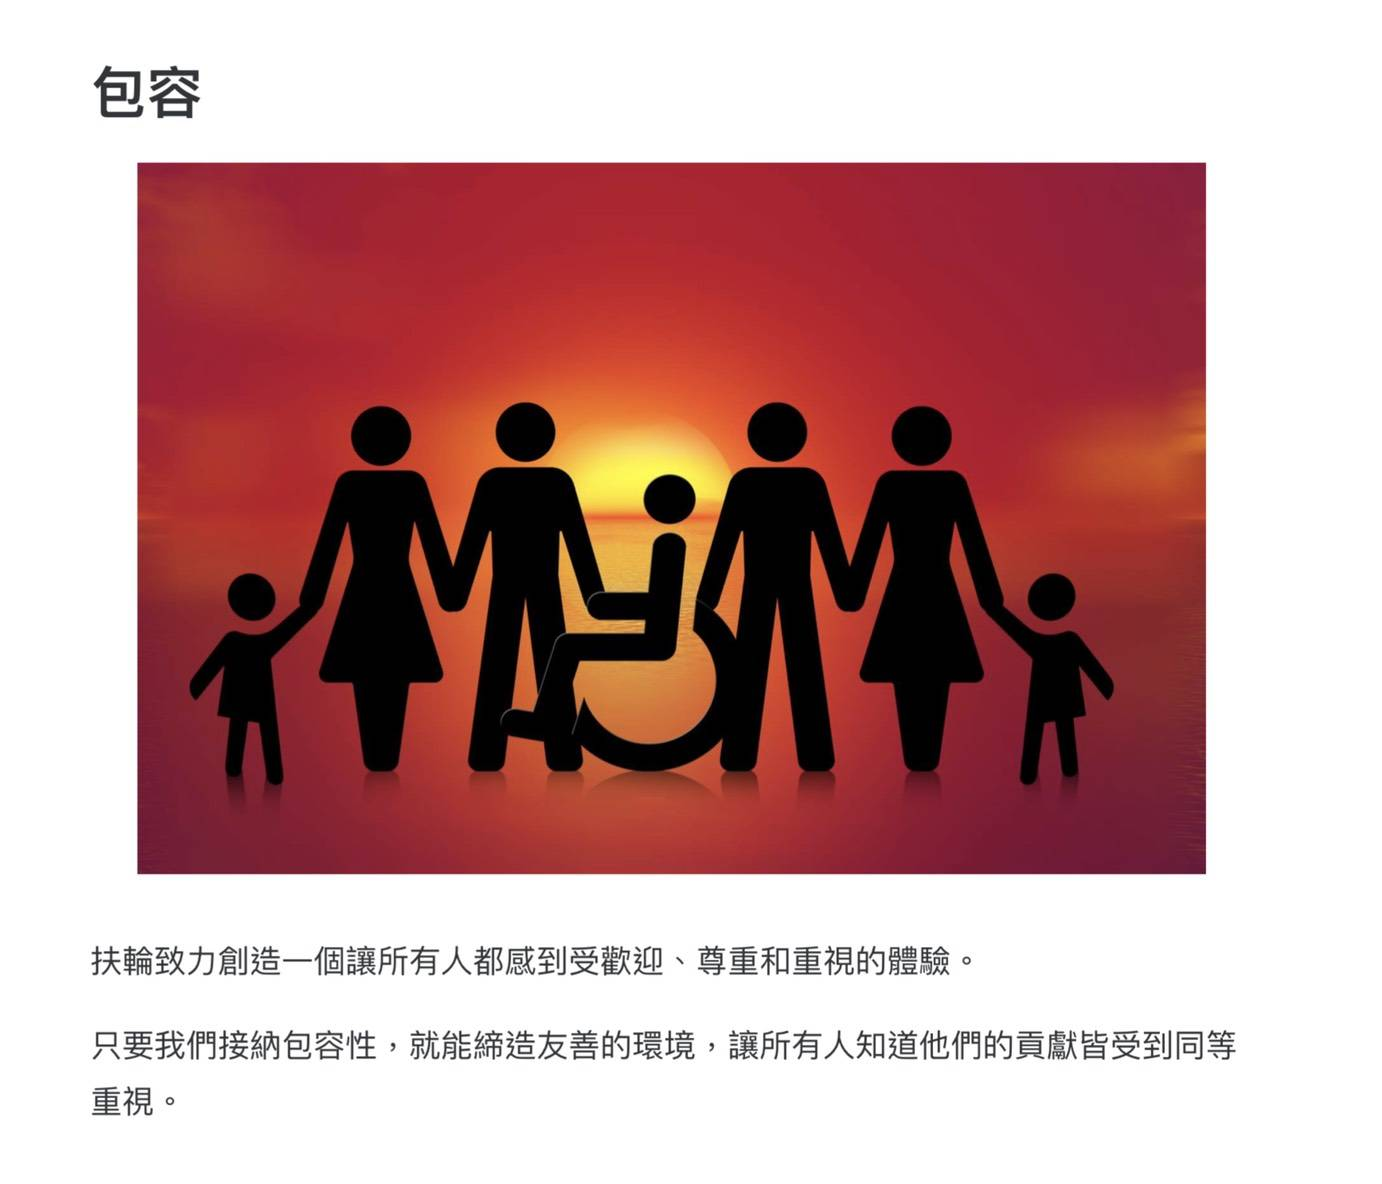 包容
扶輪致力創造一個讓所有人都感到受歡迎、尊重和重視的體驗。
只要我們接納包容性，就能締造友善的環境，讓所有人知道他們的貢獻皆受到同等
重視。